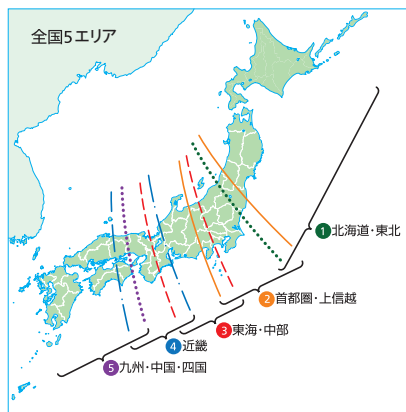 全国5エリア
1北海道・東北
2首都圏・上信越
3東海・中部
4近畿
5九州・中国・四国